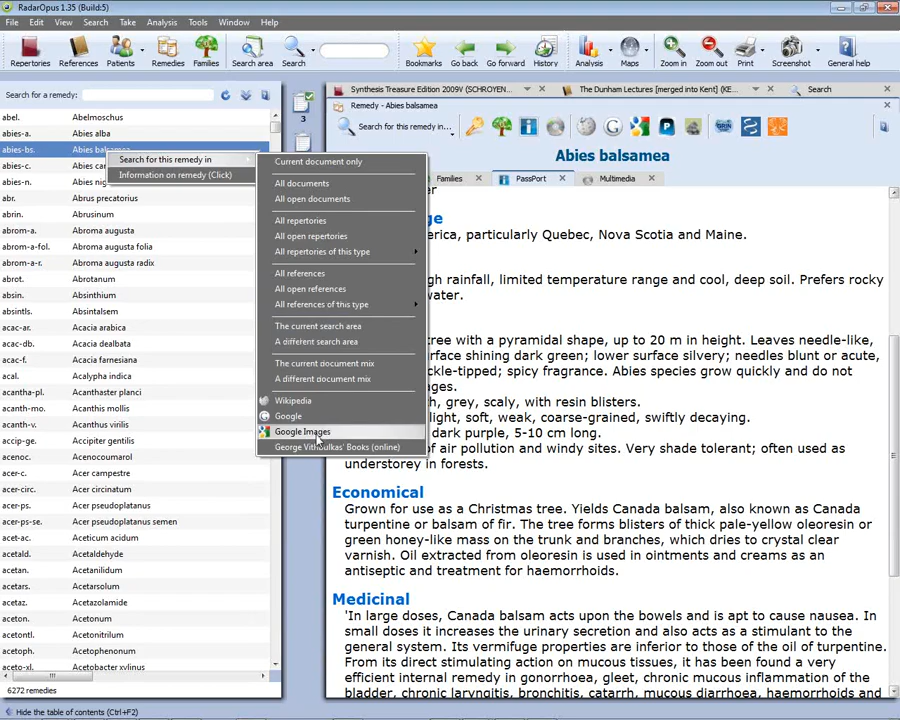 RadarOpus 1.35 (Build:5)
File Edit View Search Take Analysis Tools Window Help
Repertories References Patients Remedies Families Search area Search Bookmarks Go back Go forward History Analysis Maps Zoom in Zoom out Print Screenshot General help
Search for a remedy:
abel. Abelmoschus
abies-a. Abies alba
abies-bs. Abies balsamea
abies-c. Abies can
abies-n. Abies nig
abr. Abrus precatorius
abrin. Abrusinum
abrom-a. Abroma augusta
abrom-a-fol. Abroma augusta folia
abrom-a-r. Abroma augusta radix
abrot. Abrotanum
absin. Absinthium
absintls. Absintalsem
acac-ar. Acacia arabica
acac-db. Acacia dealbata
acac-f. Acacia farnesiana
acal. Acalypha indica
acantha-pl. Acanthaster planci
acanth-mo. Acanthis mollis
acanth-v. Acanthus virilis
accip-ge. Accipiter gentilis
acenoc. Acenocoumarol
acer-c. Acer campestre
acer-circ. Acer circinatum
acer-ps. Acer pseudoplatanus
acer-ps-se. Acer pseudoplatanus semen
acet-ac. Aceticum acidum
acetald. Acetaldehyde
acetan. Acetanilidum
acetars. Acetarsolum
acetaz. Acetazolamide
aceton. Acetonum
acetontl. Acetonitrilum
acetophen. Acetophenonum
aceto-xl. Acetobacter xylinus
6272 remedies
Hide the table of contents (Ctrl+F2)
Search for this remedy in
Information on remedy (Click)
Current document only
All documents
All open documents
All repertories
All open repertories
All repertories of this type
All references
All open references
All references of this type
The current search area
A different search area
The current document mix
A different document mix
Wikipedia
Google
Google Images
George Vithoulkas' Books (online)
3
Synthesis Treasure Edition 2009V (SCHROYEN... The Dunham Lectures [merged into Kent] (KE... Search
Remedy - Abies balsamea
Search for this remedy in...
Abies balsamea
Families PassPort Multimedia
erica, particularly Quebec, Nova Scotia and Maine.
gh rainfall, limited temperature range and cool, deep soil. Prefers rocky
water.
tree with a pyramidal shape, up to 20 m in height. Leaves needle-like,
rface shining dark green; lower surface silvery; needles blunt or acute,
ckle-tipped; spicy fragrance. Abies species grow quickly and do not
ages.
th, grey, scaly, with resin blisters.
light, soft, weak, coarse-grained, swiftly decaying.
dark purple, 5-10 cm long.
of air pollution and windy sites. Very shade tolerant; often used as
understorey in forests.
Economical
Grown for use as a Christmas tree. Yields Canada balsam, also known as Canada
turpentine or balsam of fir. The tree forms blisters of thick pale-yellow oleoresin or
green honey-like mass on the trunk and branches, which dries to crystal clear
varnish. Oil extracted from oleoresin is used in ointments and creams as an
antiseptic and treatment for haemorrhoids.
Medicinal
'In large doses, Canada balsam acts upon the bowels and is apt to cause nausea. In
small doses it increases the urinary secretion and also acts as a stimulant to the
general system. Its vermifuge properties are inferior to those of the oil of turpentine.
From its direct stimulating action on mucous tissues, it has been found a very
efficient internal remedy in gonorrhoea, gleet, chronic mucous inflammation of the
bladder, chronic laryngitis, bronchitis, catarrh, mucous diarrhoea, haemorrhoids and